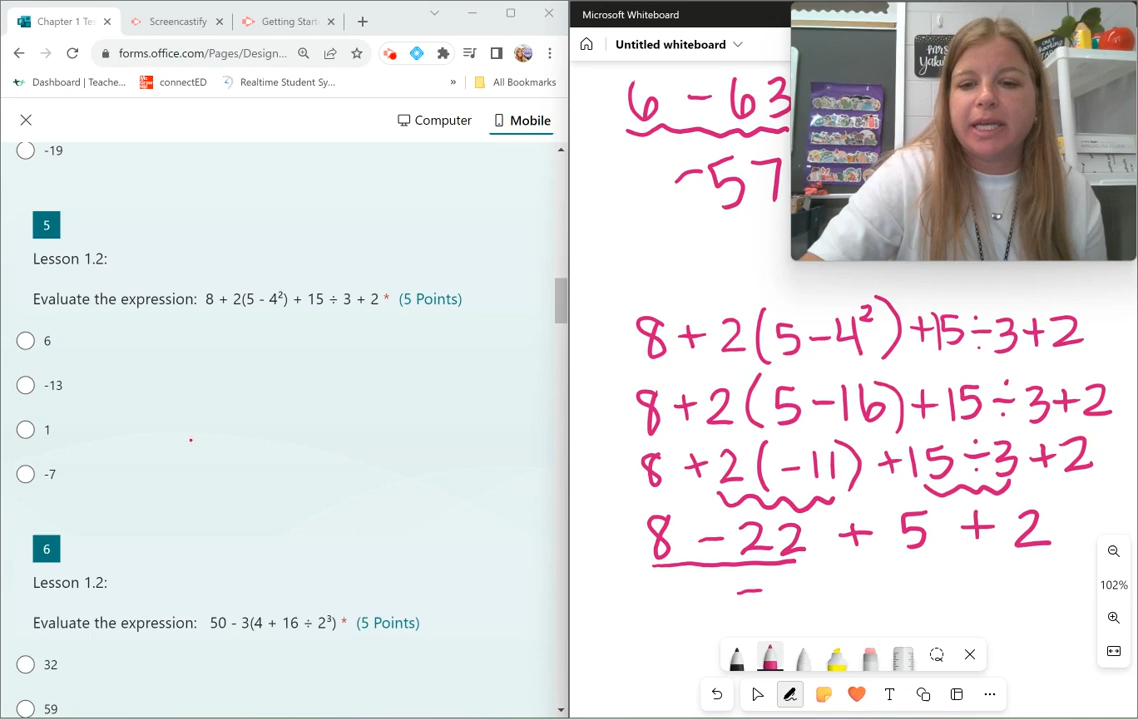 Chapter 1 Test
Screencastify
Getting Start
forms.office.com/Pages/Design...
Dashboard | Teache...
connectED
Realtime Student Sy...
»
All Bookmarks
Computer
Mobile
-19
5
Lesson 1.2:
Evaluate the expression: 8 + 2(5 - 4²) + 15 ÷ 3 + 2 * (5 Points)
6
-13
1
-7
6
Lesson 1.2:
Evaluate the expression: 50 - 3(4 + 16 ÷ 2³) * (5 Points)
32
59
Microsoft Whiteboard
Untitled whiteboard
6 - 63
-57
8 + 2(5-4²)+15÷3+2
8+2(5-16)+15÷3+2
8 +2(-11) +15÷3+2
8 - 22 + 5 + 2
-
102%